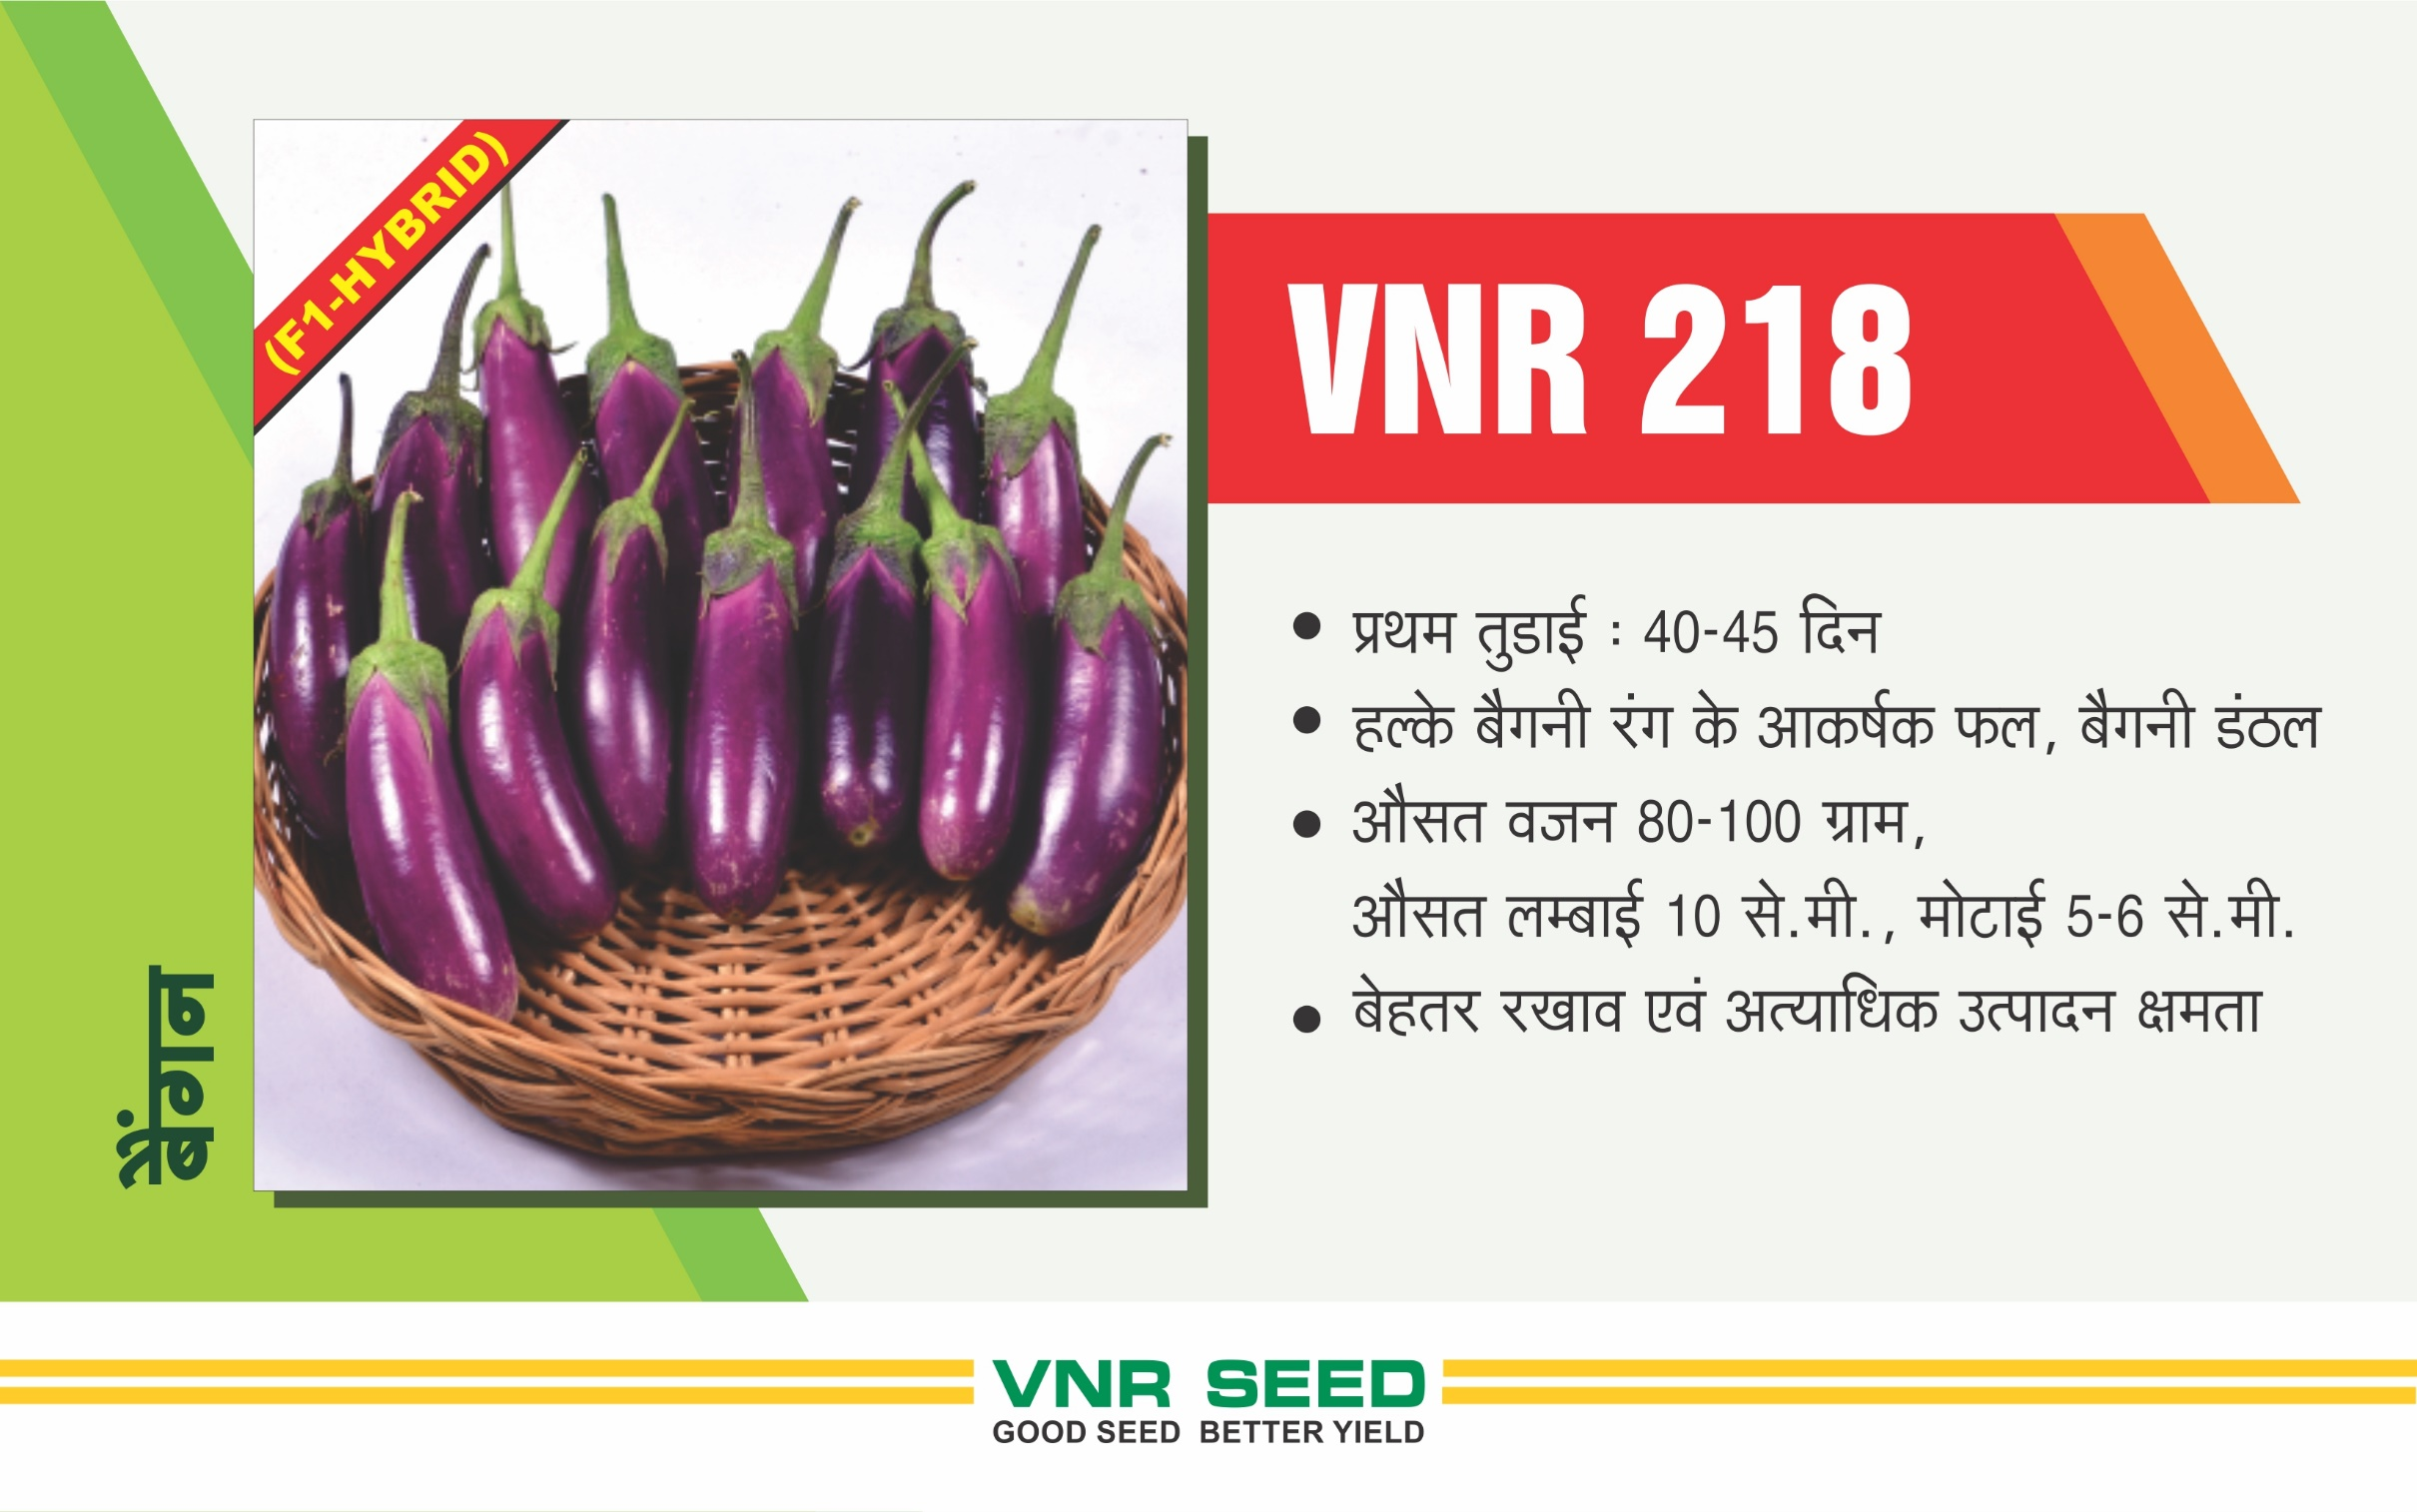 (F1-HYBRID)
VNR 218
• प्रथम तुडाई : 40-45 दिन
• हल्के बैगनी रंग के आकर्षक फल, बैगनी डंठल
• औसत वजन 80-100 ग्राम,
औसत लम्बाई 10 से.मी., मोटाई 5-6 से.मी.
• बेहतर रखाव एवं अत्याधिक उत्पादन क्षमता
बैंगन
VNR SEED
GOOD SEED BETTER YIELD